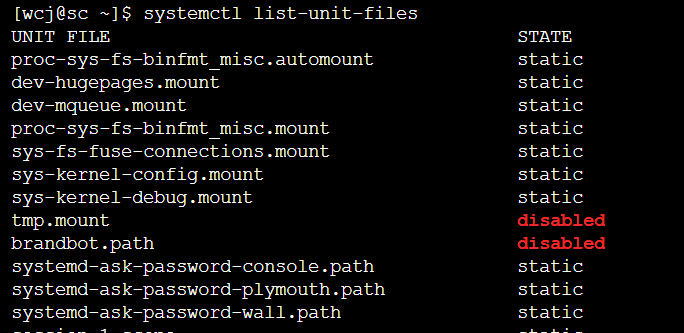 [wcj@sc ~]$ systemctl list-unit-files
UNIT FILE STATE
proc-sys-fs-binfmt_misc.automount static
dev-hugepages.mount static
dev-mqueue.mount static
proc-sys-fs-binfmt_misc.mount static
sys-fs-fuse-connections.mount static
sys-kernel-config.mount static
sys-kernel-debug.mount static
tmp.mount disabled
brandbot.path disabled
systemd-ask-password-console.path static
systemd-ask-password-plymouth.path static
systemd-ask-password-wall.path static